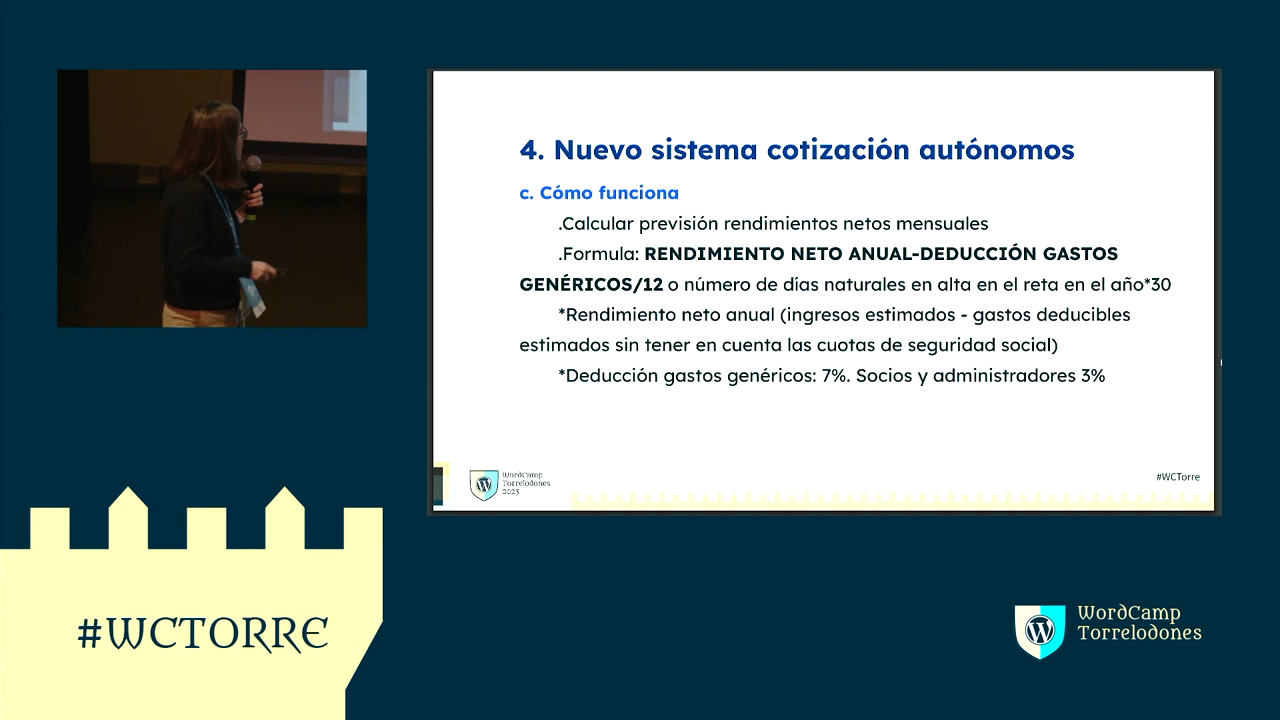 4. Nuevo sistema cotización autónomos
c. Cómo funciona
.Calcular previsión rendimientos netos mensuales
.Formula: RENDIMIENTO NETO ANUAL-DEDUCCIÓN GASTOS
GENÉRICOS/12 o número de días naturales en alta en el reta en el año*30
*Rendimiento neto anual (ingresos estimados - gastos deducibles
estimados sin tener en cuenta las cuotas de seguridad social)
*Deducción gastos genéricos: 7%. Socios y administradores 3%
WordCamp
Torrelodones
2023
#WCTorre
#WCTORRE
WordCamp
Torrelodones